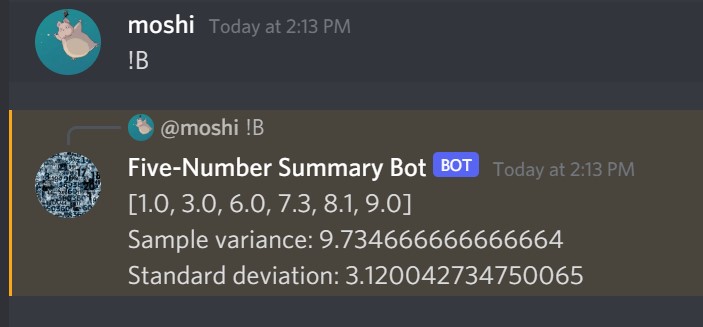 moshi Today at 2:13 PM
!B
@moshi !B
Five-Number Summary Bot BOT Today at 2:13 PM
[1.0, 3.0, 6.0, 7.3, 8.1, 9.0]
Sample variance: 9.734666666666664
Standard deviation: 3.120042734750065